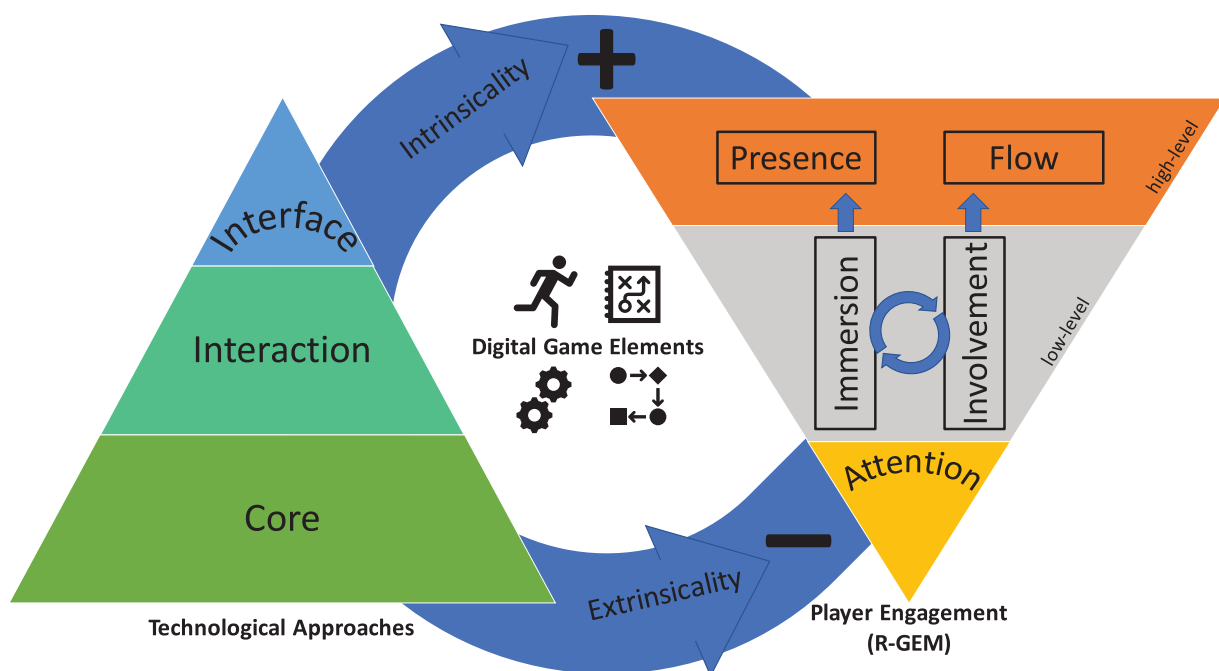 Intrinsicality
+
Presence
Flow
high-level
Interface
Immersion
Involvement
low-level
Interaction
Digital Game Elements
Attention
Core
−
Extrinsicality
Technological Approaches
Player Engagement
(R-GEM)